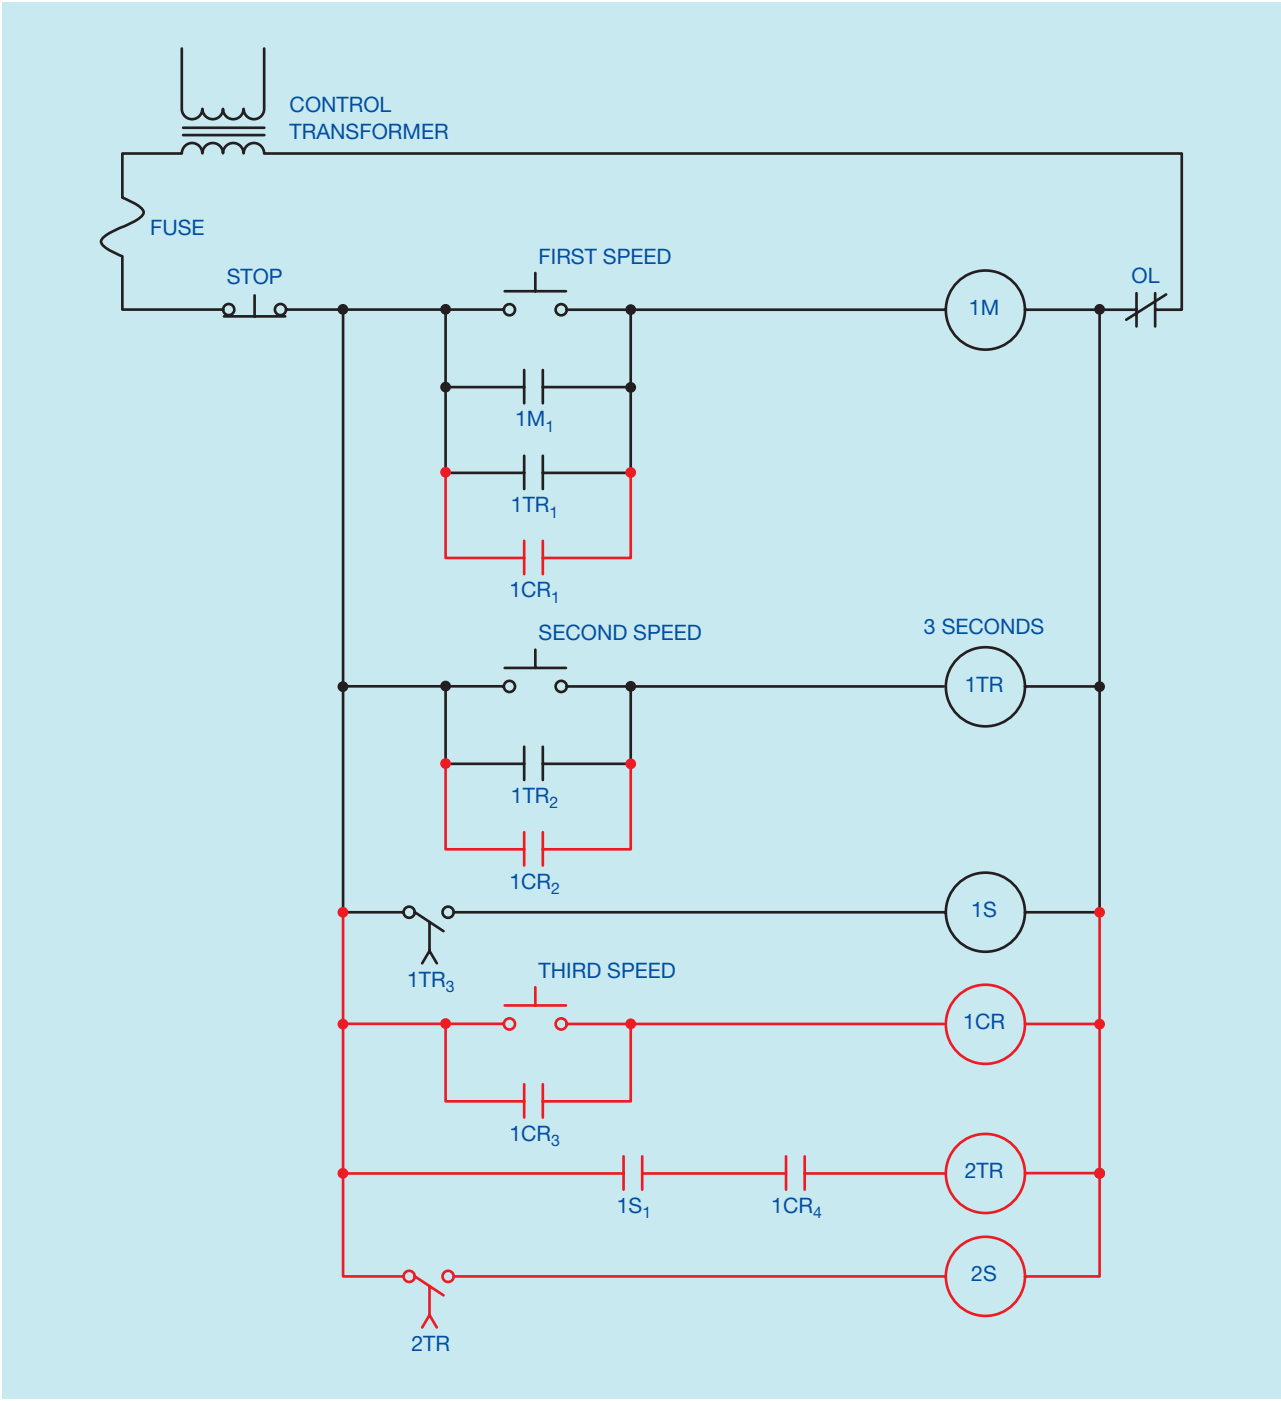 CONTROL
TRANSFORMER
FUSE
STOP
FIRST SPEED
OL
1M
1M₁
1TR₁
1CR₁
SECOND SPEED
3 SECONDS
1TR
1TR₂
1CR₂
1S
1TR₃
THIRD SPEED
1CR
1CR₃
2TR
1S₁
1CR₄
2S
2TR